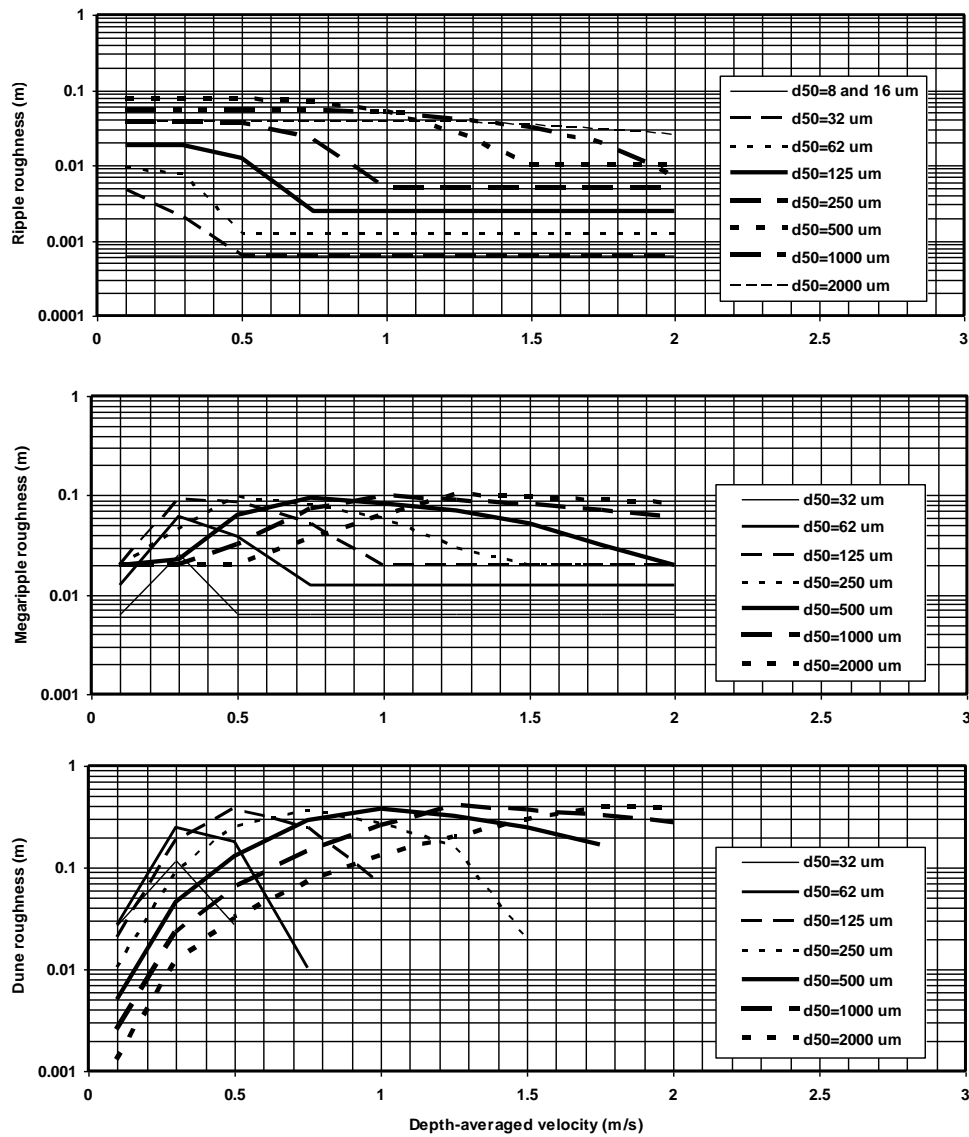 1
0.1
0.01
0.001
0.0001
Ripple roughness (m)
d50=8 and 16 um
d50=32 um
d50=62 um
d50=125 um
d50=250 um
d50=500 um
d50=1000 um
d50=2000 um
0 0.5 1 1.5 2 2.5 3
1
0.1
0.01
0.001
Megaripple roughness (m)
d50=32 um
d50=62 um
d50=125 um
d50=250 um
d50=500 um
d50=1000 um
d50=2000 um
0 0.5 1 1.5 2 2.5 3
1
0.1
0.01
0.001
Dune roughness (m)
d50=32 um
d50=62 um
d50=125 um
d50=250 um
d50=500 um
d50=1000 um
d50=2000 um
0 0.5 1 1.5 2 2.5 3
Depth-averaged velocity (m/s)